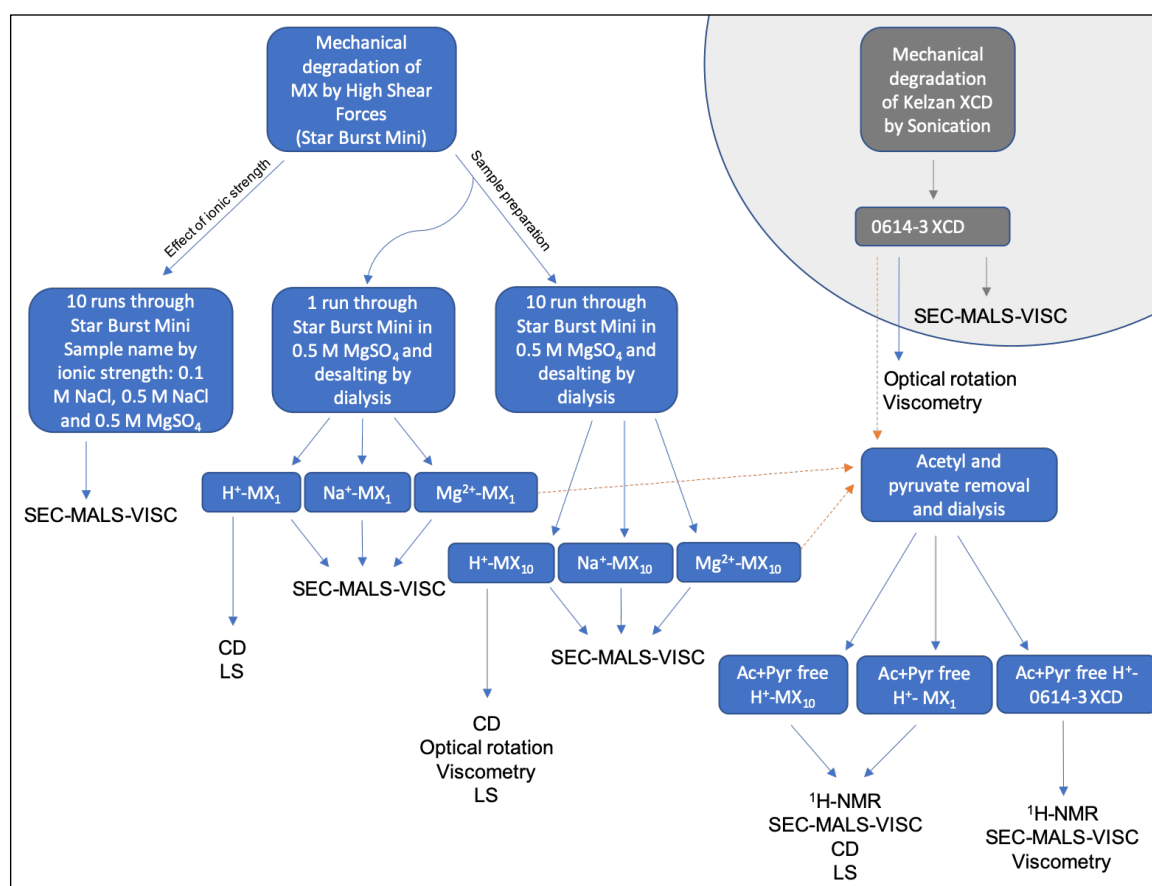 Mechanical
degradation of
MX by High Shear
Forces
(Star Burst Mini)
Mechanical
degradation
of Kelzan XCD
by Sonication
Effect of ionic strength
Sample preparation
0614-3 XCD
SEC-MALS-VISC
Optical rotation
Viscometry
10 runs through
Star Burst Mini
Sample name by
ionic strength: 0.1
M NaCl, 0.5 M NaCl
and 0.5 M MgSO₄
1 run through
Star Burst Mini in
0.5 M MgSO₄ and
desalting by
dialysis
10 run through
Star Burst Mini in
0.5 M MgSO₄ and
desalting by
dialysis
SEC-MALS-VISC
H⁺-MX₁
Na⁺-MX₁
Mg²⁺-MX₁
SEC-MALS-VISC
CD
LS
H⁺-MX₁₀
Na⁺-MX₁₀
Mg²⁺-MX₁₀
SEC-MALS-VISC
CD
Optical rotation
Viscometry
LS
Acetyl and
pyruvate removal
and dialysis
Ac+Pyr free
H⁺-MX₁₀
Ac+Pyr free
H⁺- MX₁
Ac+Pyr free H⁺-
0614-3 XCD
¹H-NMR
SEC-MALS-VISC
CD
LS
¹H-NMR
SEC-MALS-VISC
Viscometry